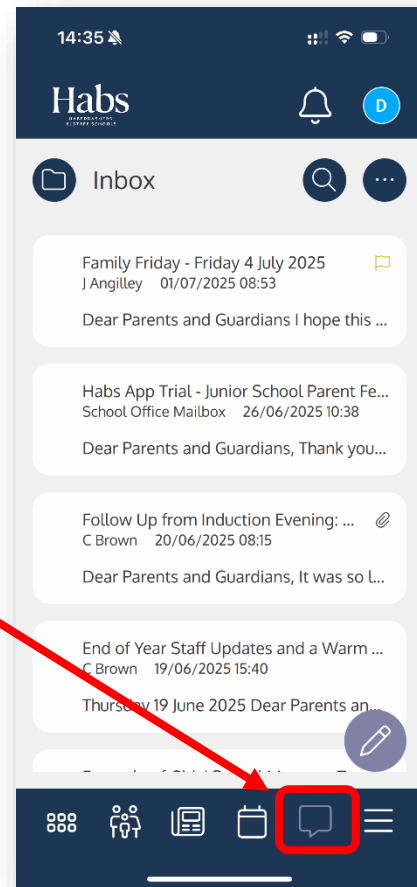 14:35
Habs
D
Inbox
Family Friday - Friday 4 July 2025
J Angilley 01/07/2025 08:53
Dear Parents and Guardians I hope this ...
Habs App Trial - Junior School Parent Fe...
School Office Mailbox 26/06/2025 10:38
Dear Parents and Guardians, Thank you...
Follow Up from Induction Evening: ...
C Brown 20/06/2025 08:15
Dear Parents and Guardians, It was so l...
End of Year Staff Updates and a Warm ...
C Brown 19/06/2025 15:40
Thursday 19 June 2025 Dear Parents an...